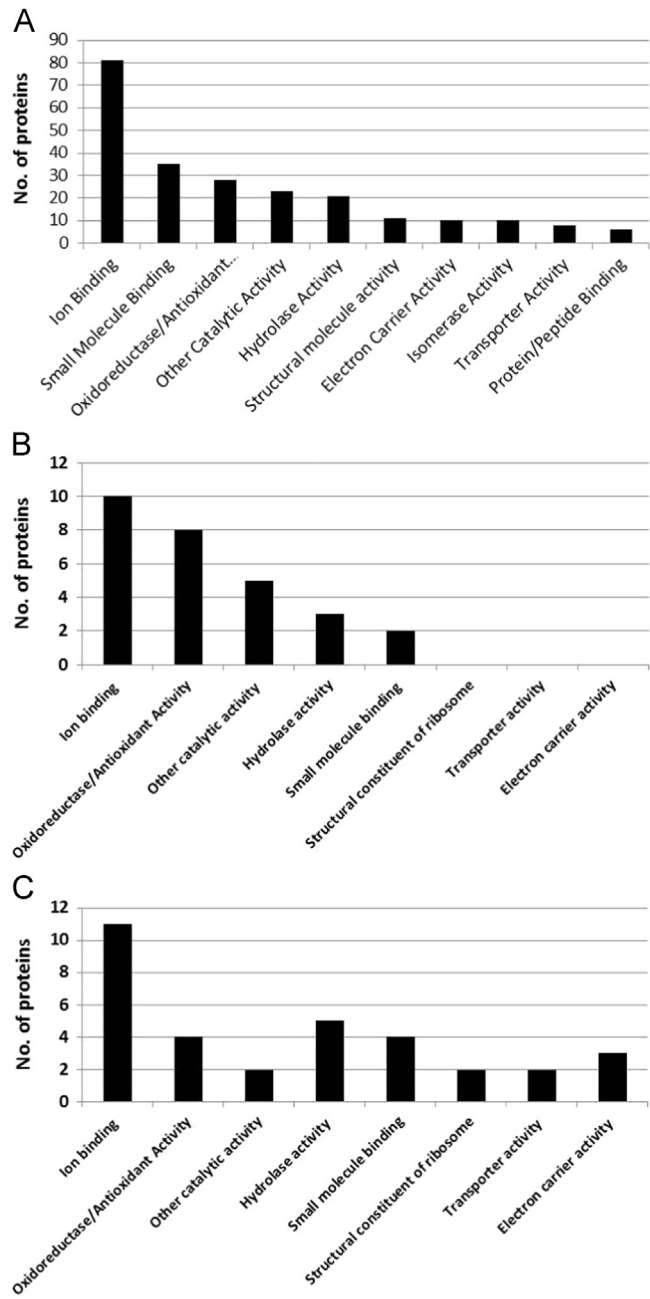 A
No. of proteins
90
80
70
60
50
40
30
20
10
0
Ion Binding
Small Molecule Binding
Oxidoreductase/Antioxidant...
Other Catalytic Activity
Hydrolase Activity
Structural molecule activity
Electron Carrier Activity
Isomerase Activity
Transporter Activity
Protein/Peptide Binding
B
No. of proteins
12
10
8
6
4
2
0
Ion binding
Oxidoreductase/Antioxidant Activity
Other catalytic activity
Hydrolase activity
Small molecule binding
Structural constituent of ribosome
Transporter activity
Electron carrier activity
C
No. of proteins
12
10
8
6
4
2
0
Ion binding
Oxidoreductase/Antioxidant Activity
Other catalytic activity
Hydrolase activity
Small molecule binding
Structural constituent of ribosome
Transporter activity
Electron carrier activity